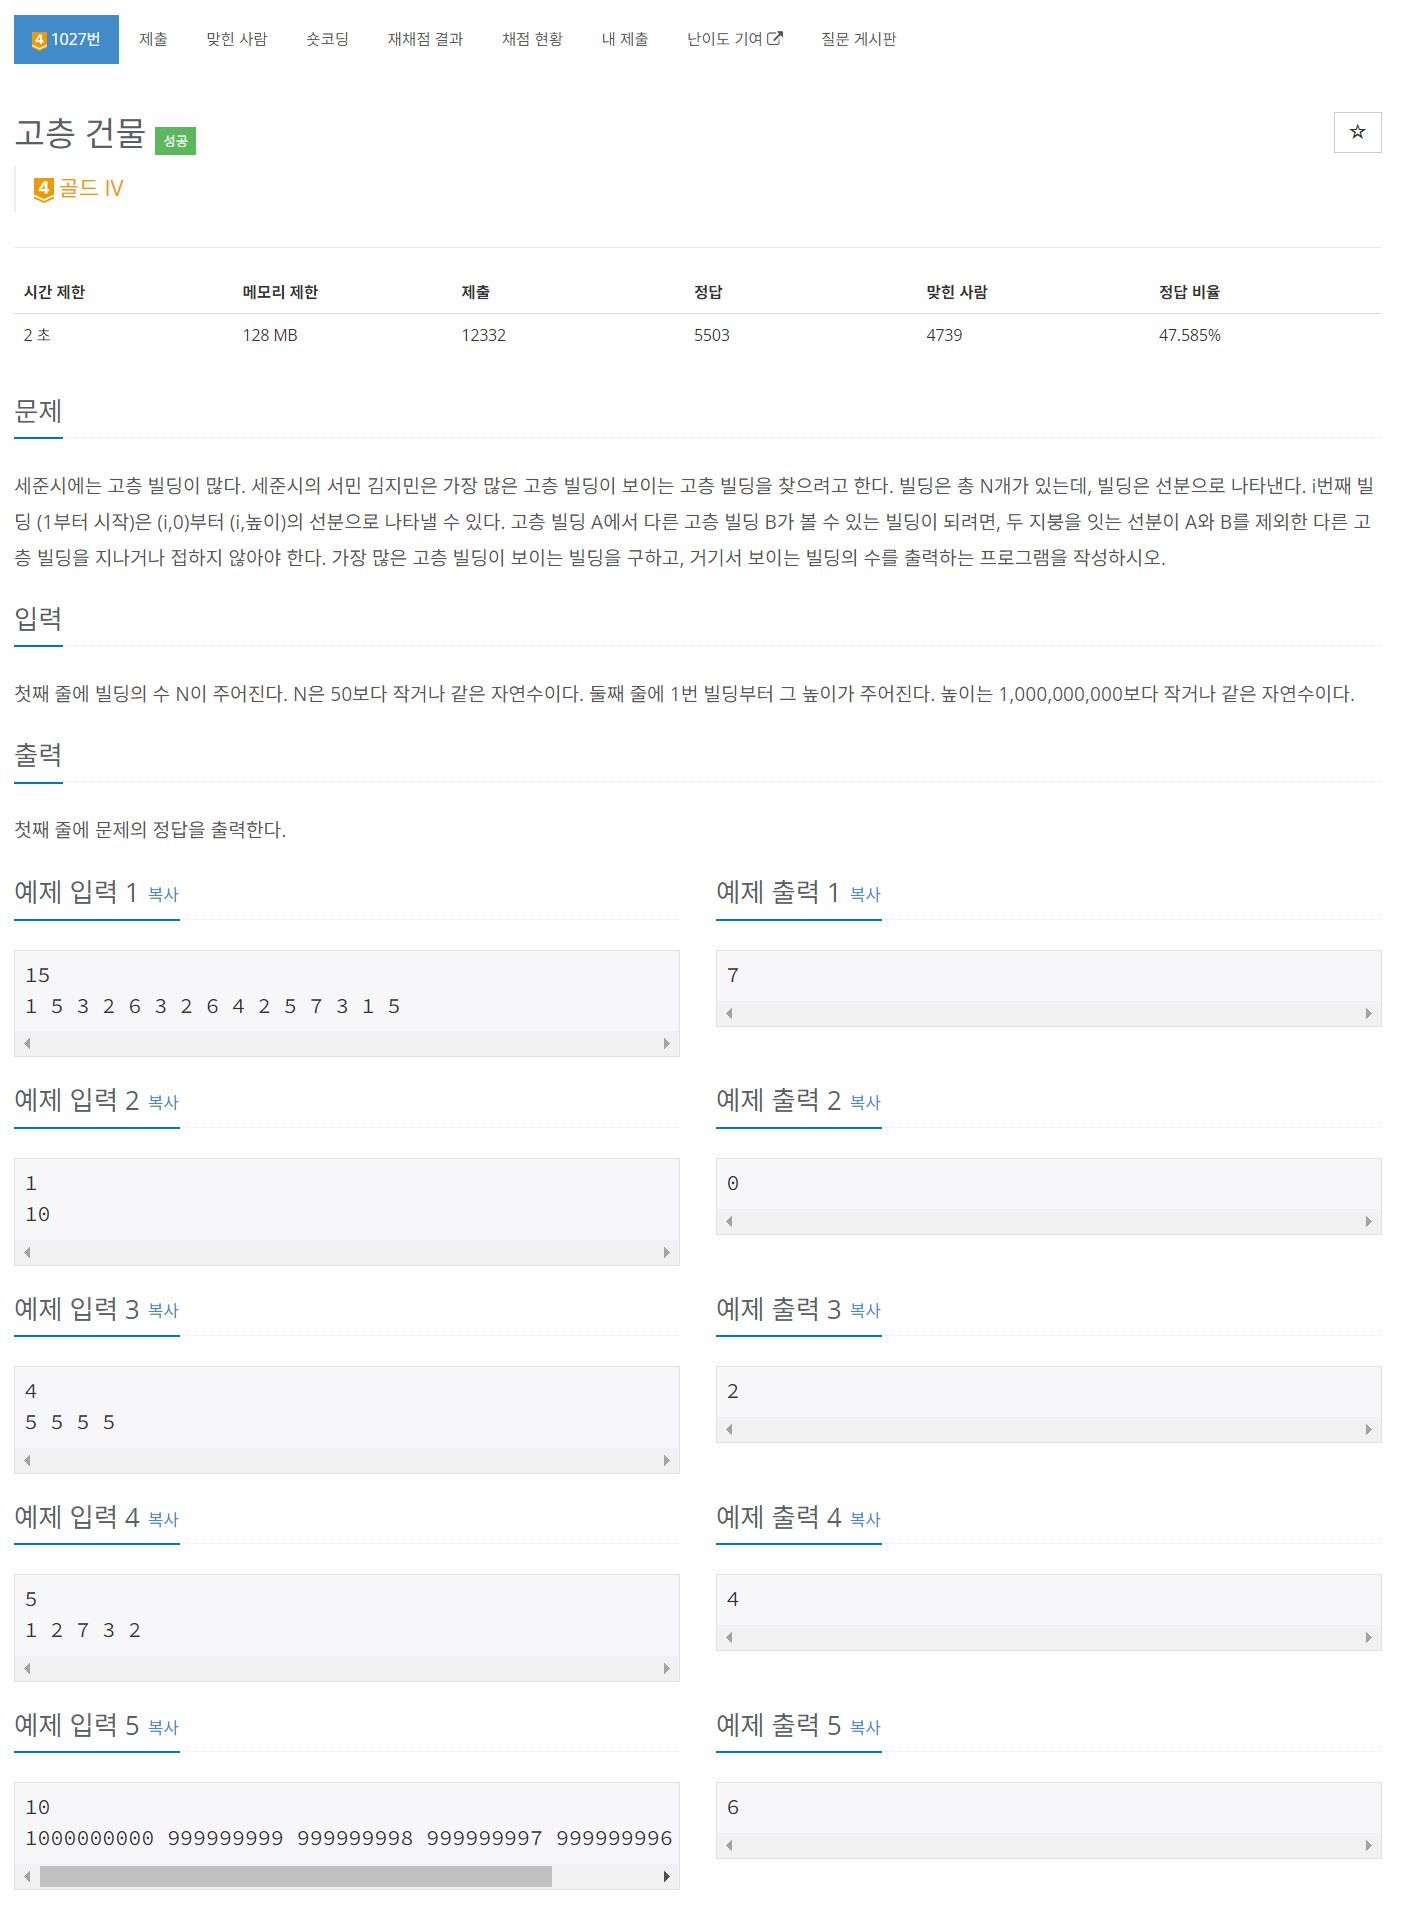 4 1027번 제출 맞힌 사람 숏코딩 재채점 결과 채점 현황 내 제출 난이도 기여 질문 게시판
고층 건물 성공
4 골드 IV
시간 제한 메모리 제한 제출 정답 맞힌 사람 정답 비율
2 초 128 MB 12332 5503 4739 47.585%
문제
세준시에는 고층 빌딩이 많다. 세준시의 서민 김지민은 가장 많은 고층 빌딩이 보이는 고층 빌딩을 찾으려고 한다. 빌딩은 총 N개가 있는데, 빌딩은 선분으로 나타낸다. i번째 빌
딩 (1부터 시작)은 (i,0)부터 (i,높이)의 선분으로 나타낼 수 있다. 고층 빌딩 A에서 다른 고층 빌딩 B가 볼 수 있는 빌딩이 되려면, 두 지붕을 잇는 선분이 A와 B를 제외한 다른 고
층 빌딩을 지나거나 접하지 않아야 한다. 가장 많은 고층 빌딩이 보이는 빌딩을 구하고, 거기서 보이는 빌딩의 수를 출력하는 프로그램을 작성하시오.
입력
첫째 줄에 빌딩의 수 N이 주어진다. N은 50보다 작거나 같은 자연수이다. 둘째 줄에 1번 빌딩부터 그 높이가 주어진다. 높이는 1,000,000,000보다 작거나 같은 자연수이다.
출력
첫째 줄에 문제의 정답을 출력한다.
예제 입력 1 복사
15
1 5 3 2 6 3 2 6 4 2 5 7 3 1 5
예제 출력 1 복사
7
예제 입력 2 복사
1
10
예제 출력 2 복사
0
예제 입력 3 복사
4
5 5 5 5
예제 출력 3 복사
2
예제 입력 4 복사
5
1 2 7 3 2
예제 출력 4 복사
4
예제 입력 5 복사
10
1000000000 999999999 999999998 999999997 999999996
예제 출력 5 복사
6